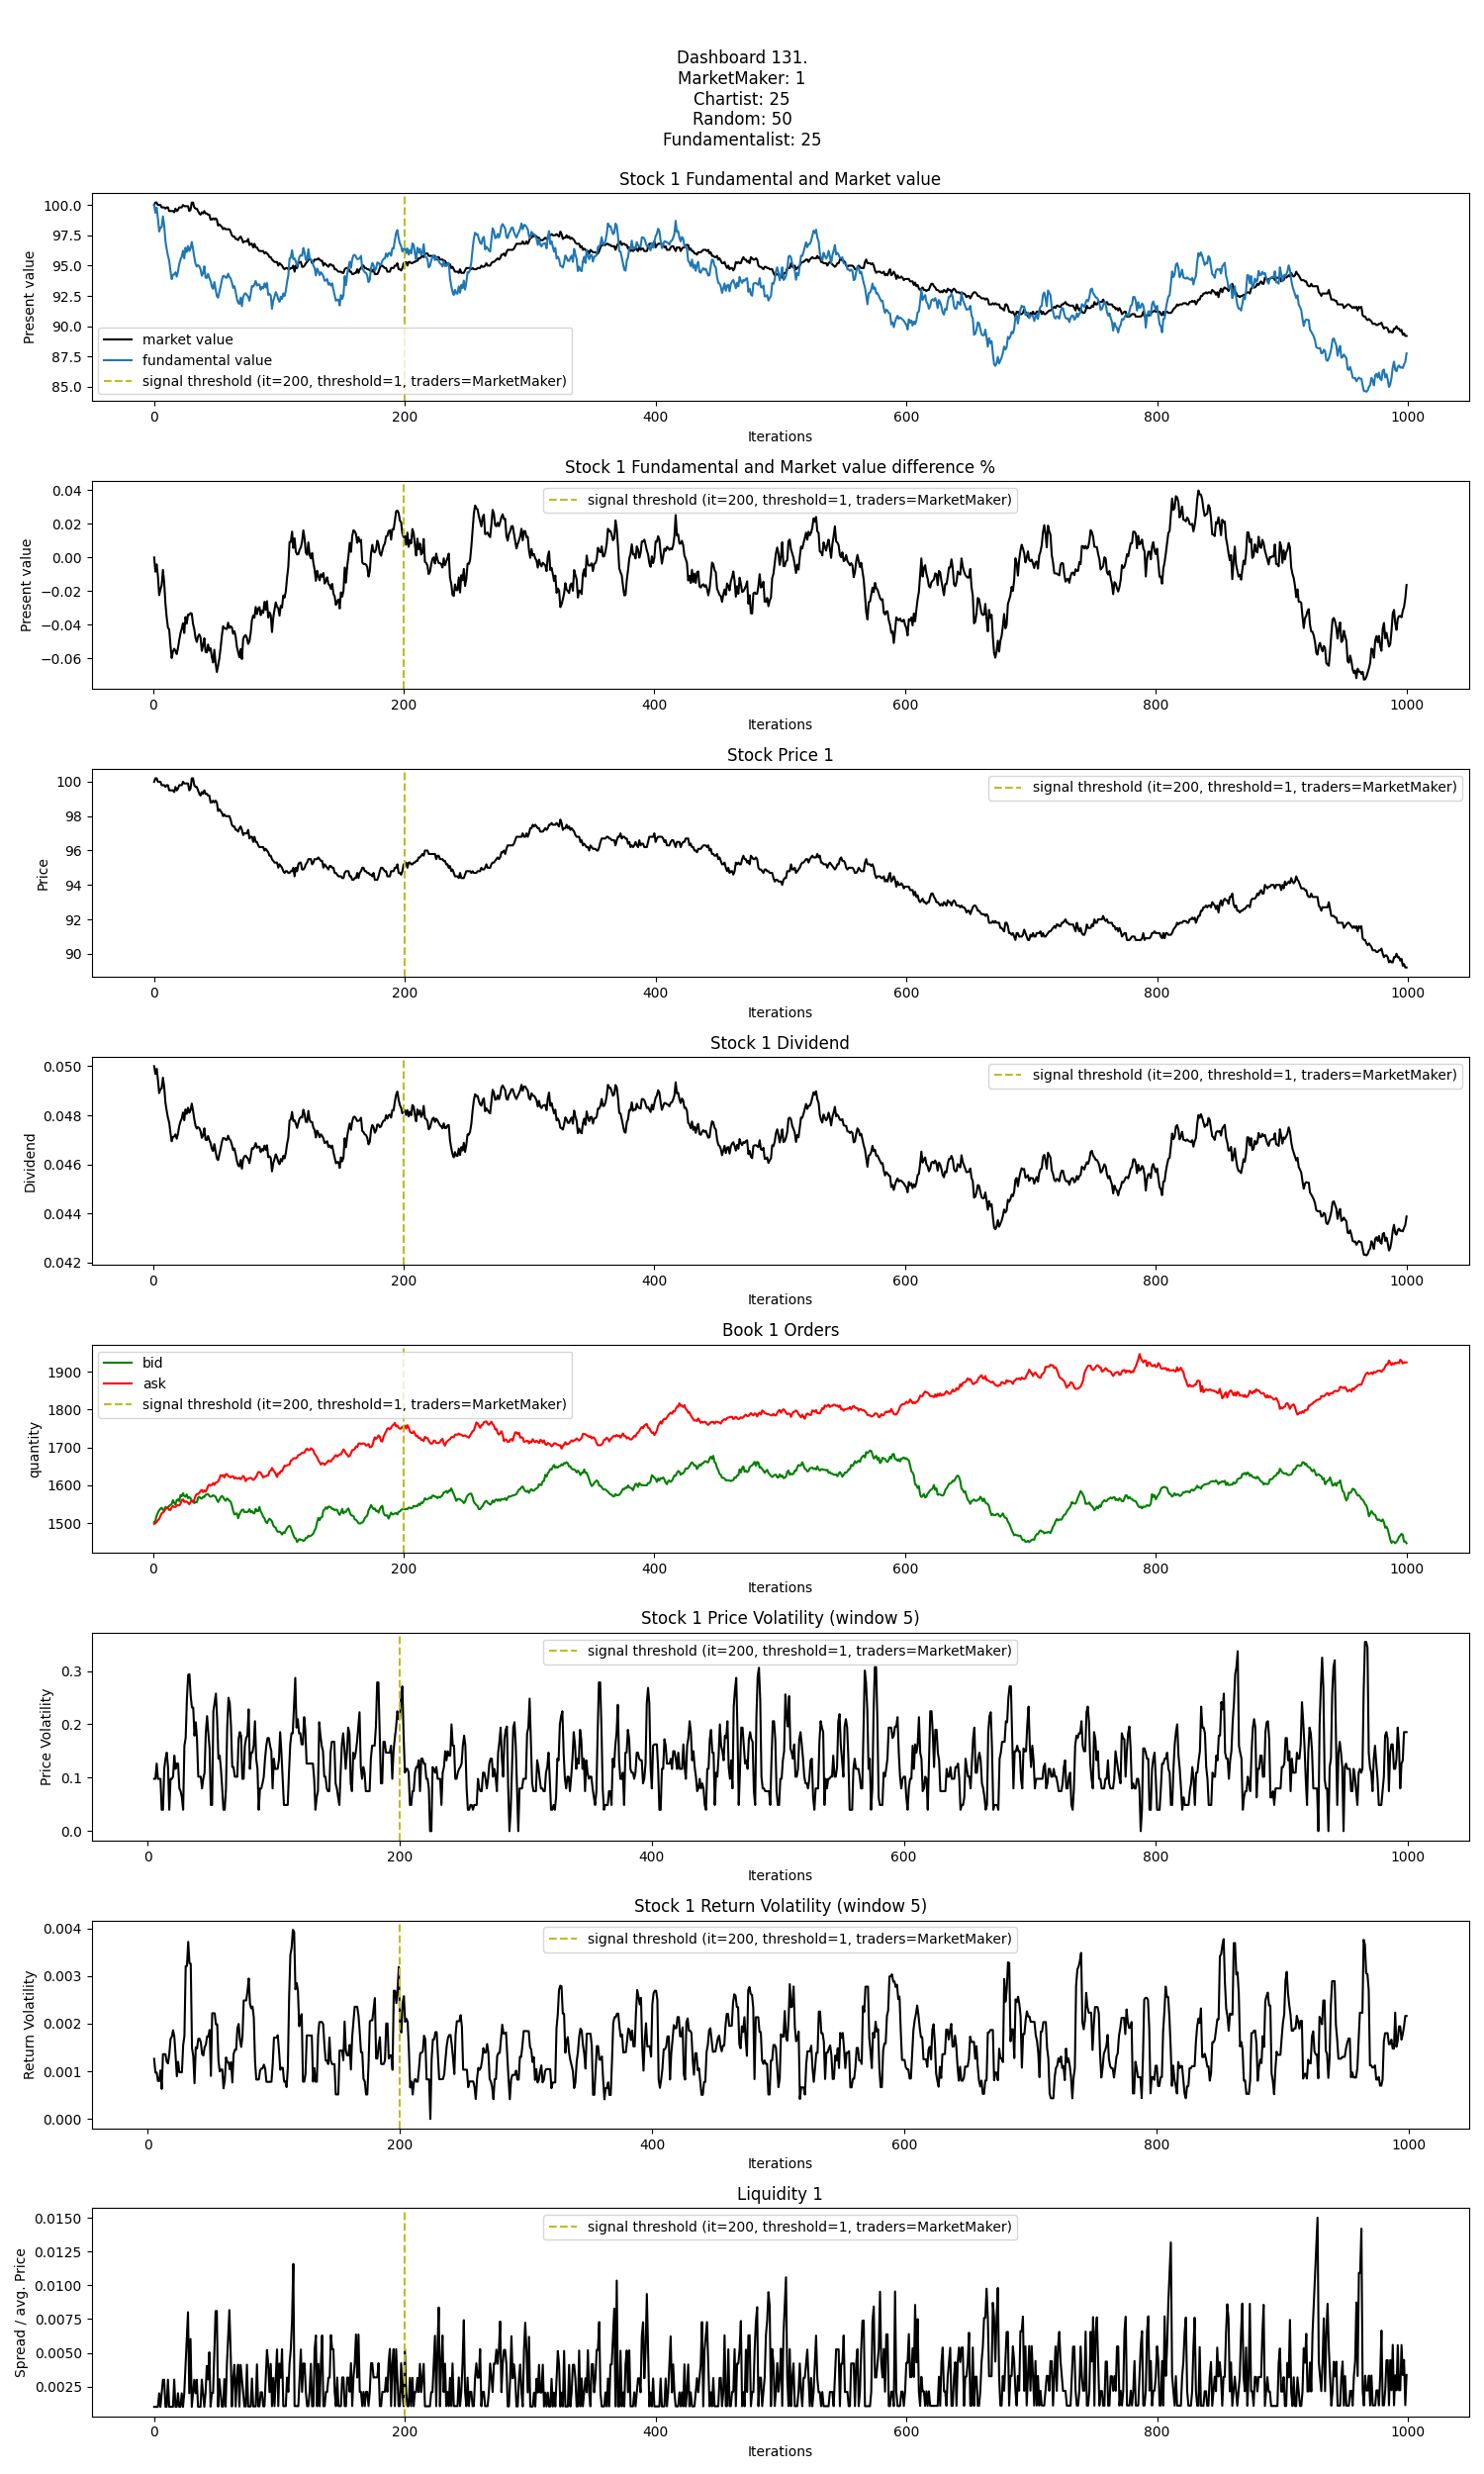 Dashboard 131.
MarketMaker: 1
Chartist: 25
Random: 50
Fundamentalist: 25
Stock 1 Fundamental and Market value
Present value
100.0
97.5
95.0
92.5
90.0
87.5
85.0
market value
fundamental value
signal threshold (it=200, threshold=1, traders=MarketMaker)
0 200 400 600 800 1000
Iterations
Stock 1 Fundamental and Market value difference %
Present value
0.04
0.02
0.00
−0.02
−0.04
−0.06
signal threshold (it=200, threshold=1, traders=MarketMaker)
0 200 400 600 800 1000
Iterations
Stock Price 1
Price
100
98
96
94
92
90
signal threshold (it=200, threshold=1, traders=MarketMaker)
0 200 400 600 800 1000
Iterations
Stock 1 Dividend
Dividend
0.050
0.048
0.046
0.044
0.042
signal threshold (it=200, threshold=1, traders=MarketMaker)
0 200 400 600 800 1000
Iterations
Book 1 Orders
quantity
1900
1800
1700
1600
1500
bid
ask
signal threshold (it=200, threshold=1, traders=MarketMaker)
0 200 400 600 800 1000
Iterations
Stock 1 Price Volatility (window 5)
Price Volatility
0.3
0.2
0.1
0.0
signal threshold (it=200, threshold=1, traders=MarketMaker)
0 200 400 600 800 1000
Iterations
Stock 1 Return Volatility (window 5)
Return Volatility
0.004
0.003
0.002
0.001
0.000
signal threshold (it=200, threshold=1, traders=MarketMaker)
0 200 400 600 800 1000
Iterations
Liquidity 1
Spread / avg. Price
0.0150
0.0125
0.0100
0.0075
0.0050
0.0025
signal threshold (it=200, threshold=1, traders=MarketMaker)
0 200 400 600 800 1000
Iterations